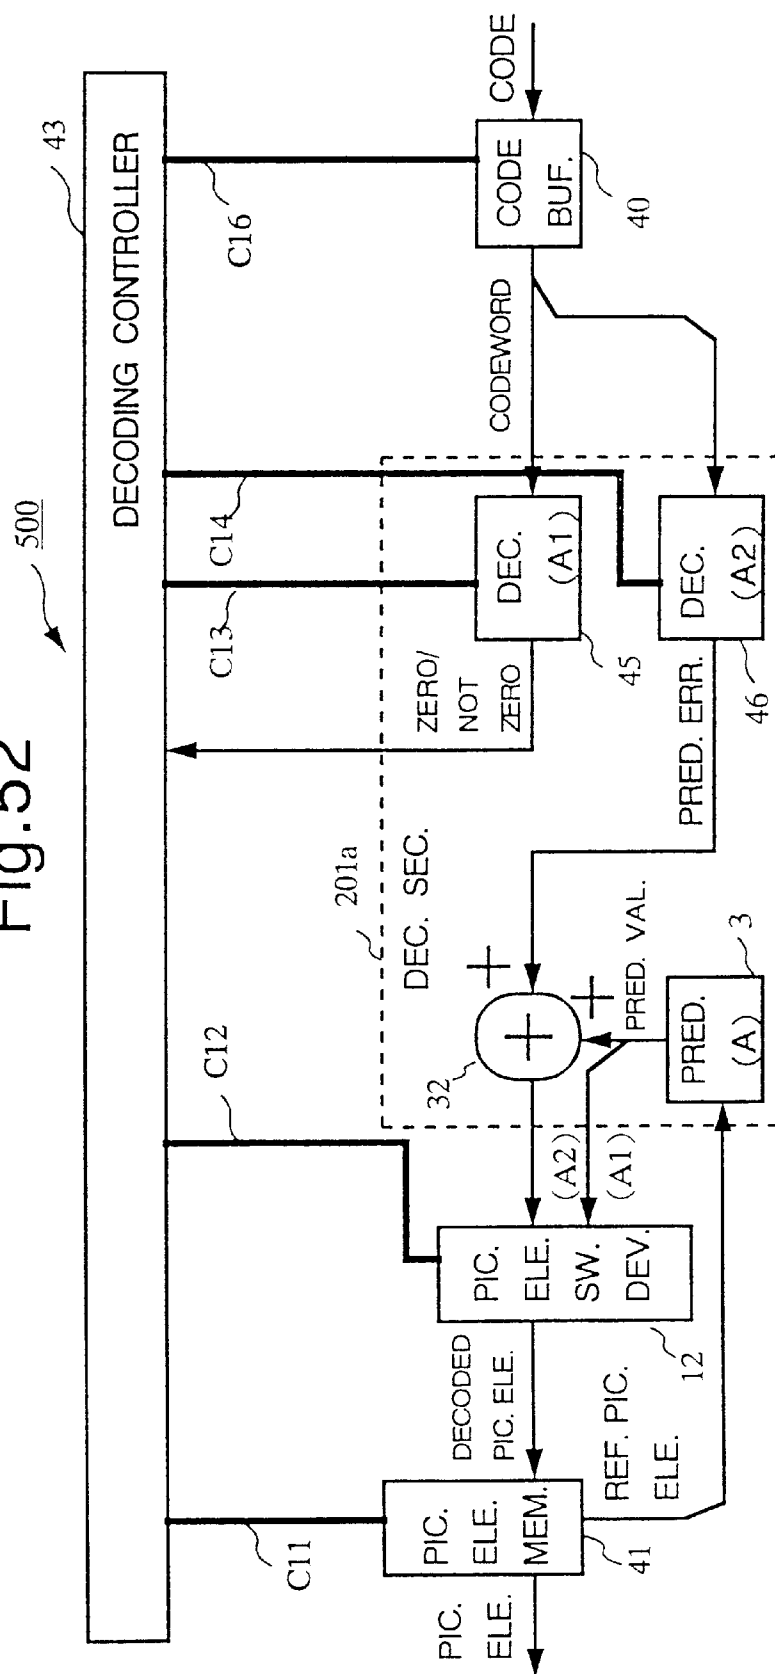 Fig.52
500
43
DECODING CONTROLLER
C11
C12
C13
C14
C16
201a
DEC. SEC.
ZERO/
NOT
ZERO
CODEWORD
CODE
CODE
BUF.
40
DEC.
(A1)
45
DEC.
(A2)
46
PRED. ERR.
+
+
+
32
PRED. VAL.
PRED.
(A)
3
(A2)
(A1)
PIC.
ELE.
SW.
DEV.
12
DECODED
PIC. ELE.
REF. PIC.
ELE.
PIC.
ELE.
MEM.
41
PIC.
ELE.